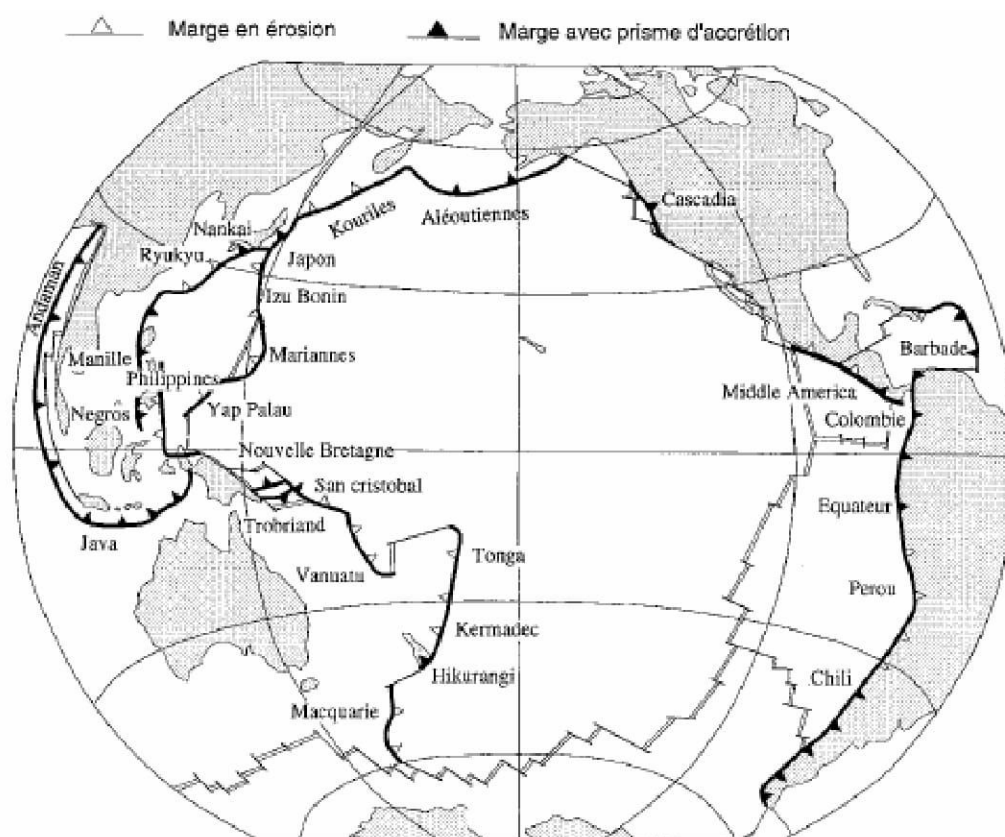 Marge en érosion
Marge avec prisme d'accrétion
Kouriles
Aléoutiennes
Cascadia
Nankai
Ryukyu
Japon
Andaman
Izu Bonin
Manille
Mariannes
Barbade
Philippines
Middle America
Negros
Yap Palau
Colombie
Nouvelle Bretagne
San cristobal
Equateur
Trobriand
Java
Tonga
Vanuatu
Perou
Kermadec
Hikurangi
Chili
Macquarie